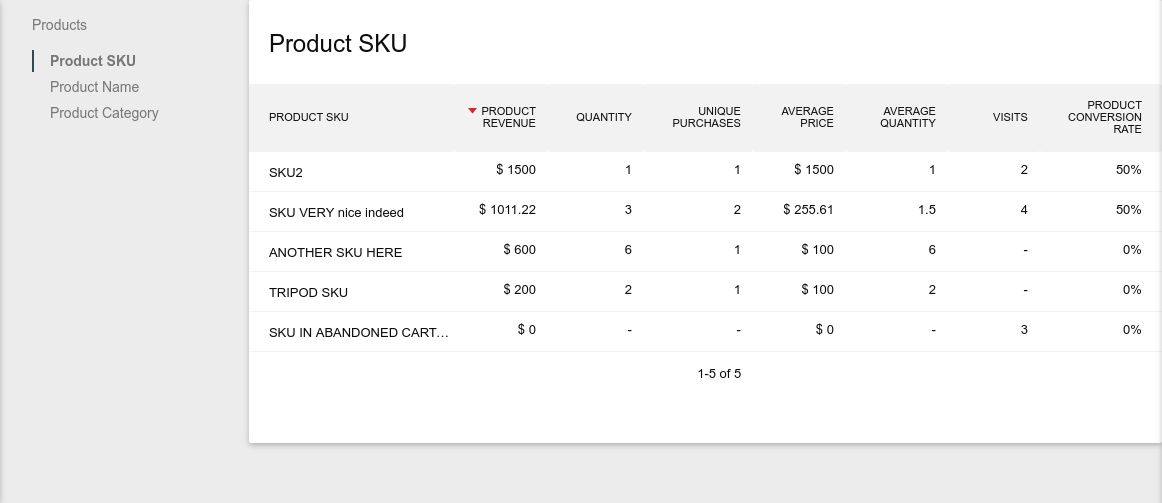 Products
Product SKU
Product Name
Product Category
Product SKU
PRODUCT SKU PRODUCT REVENUE QUANTITY UNIQUE PURCHASES AVERAGE PRICE AVERAGE QUANTITY VISITS PRODUCT CONVERSION RATE
SKU2 $ 1500 1 1 $ 1500 1 2 50%
SKU VERY nice indeed $ 1011.22 3 2 $ 255.61 1.5 4 50%
ANOTHER SKU HERE $ 600 6 1 $ 100 6 - 0%
TRIPOD SKU $ 200 2 1 $ 100 2 - 0%
SKU IN ABANDONED CART… $ 0 - - $ 0 - 3 0%
1-5 of 5